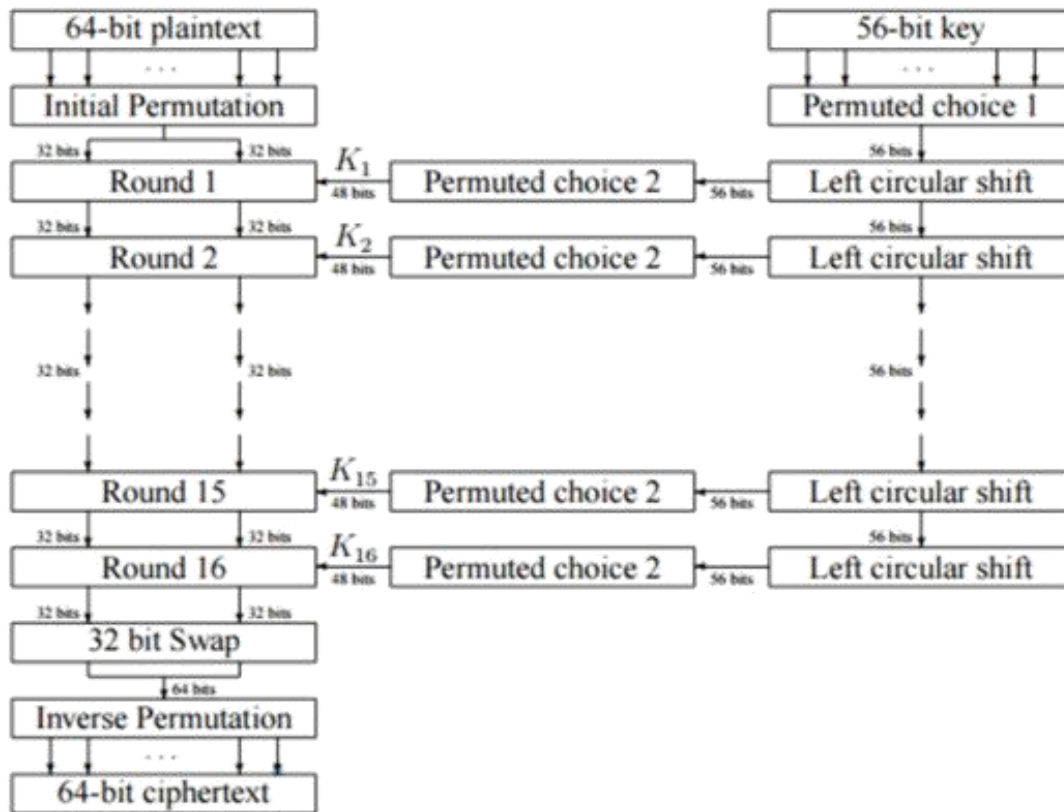 64-bit plaintext
56-bit key
. . .
. . .
Initial Permutation
Permuted choice 1
32 bits
32 bits
56 bits
K1
Round 1
48 bits
Permuted choice 2
56 bits
Left circular shift
32 bits
32 bits
56 bits
K2
Round 2
48 bits
Permuted choice 2
56 bits
Left circular shift
32 bits
32 bits
56 bits
K15
Round 15
48 bits
Permuted choice 2
56 bits
Left circular shift
32 bits
32 bits
56 bits
K16
Round 16
48 bits
Permuted choice 2
56 bits
Left circular shift
32 bits
32 bits
32 bit Swap
64 bits
Inverse Permutation
. . .
64-bit ciphertext